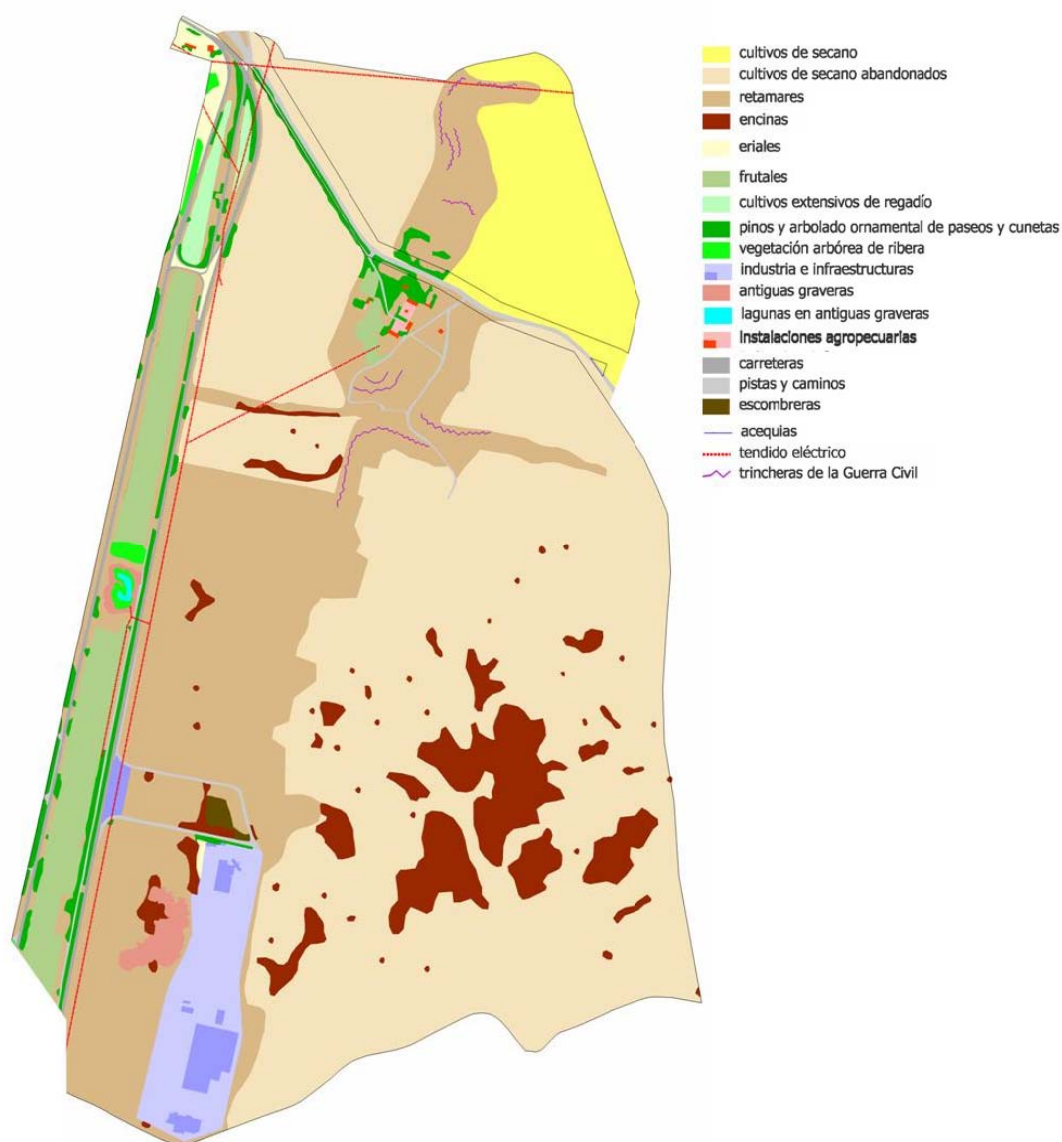 cultivos de secano
cultivos de secano abandonados
retamares
encinas
eriales
frutales
cultivos extensivos de regadío
pinos y arbolado ornamental de paseos y cunetas
vegetación arbórea de ribera
industria e infraestructuras
antiguas graveras
lagunas en antiguas graveras
Instalaciones agropecuarias
carreteras
pistas y caminos
escombreras
acequias
tendido eléctrico
trincheras de la Guerra Civil